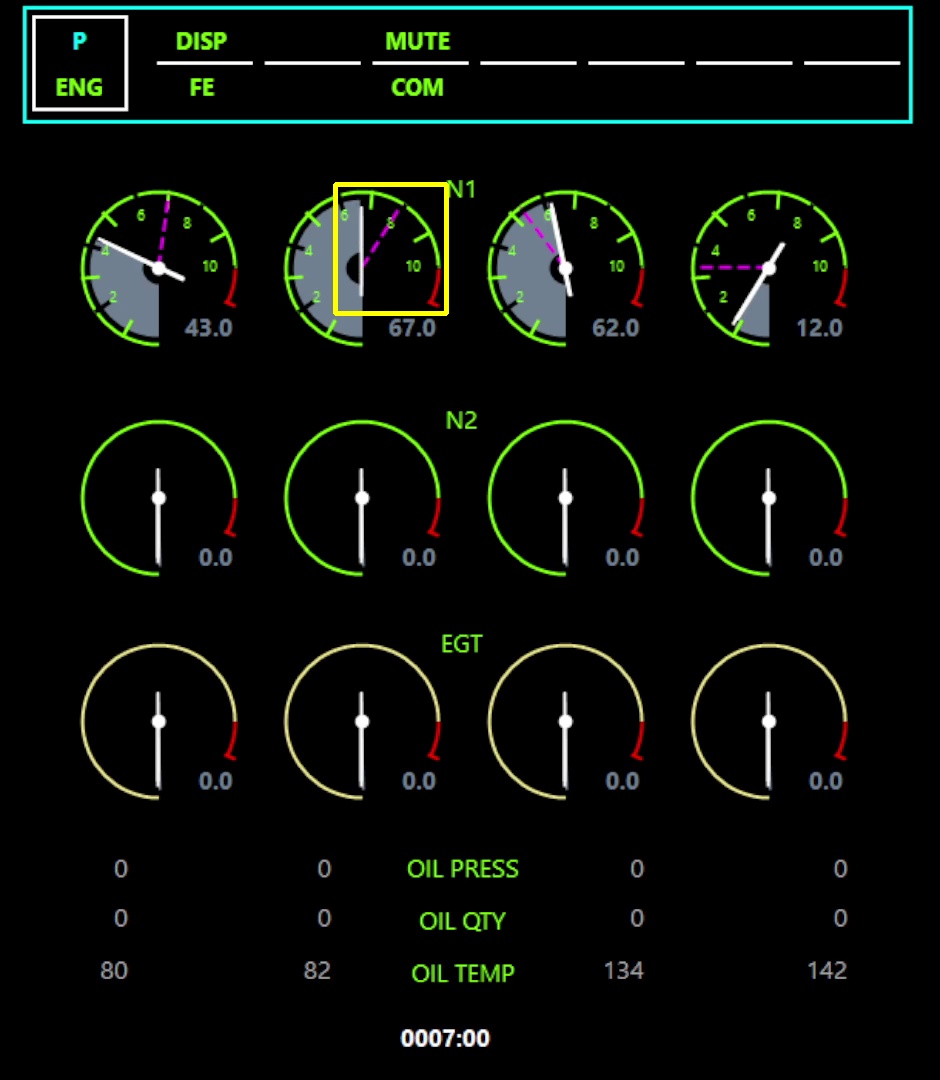 P DISP MUTE
ENG FE COM
N1
6 6 6 6
8 8 8
4 4 4
10 10 10 10
2 2 2
43.0 67.0 62.0 12.0
N2
0.0 0.0 0.0 0.0
EGT
0.0 0.0 0.0 0.0
0 0 OIL PRESS 0 0
0 0 OIL QTY 0 0
80 82 OIL TEMP 134 142
0007:00